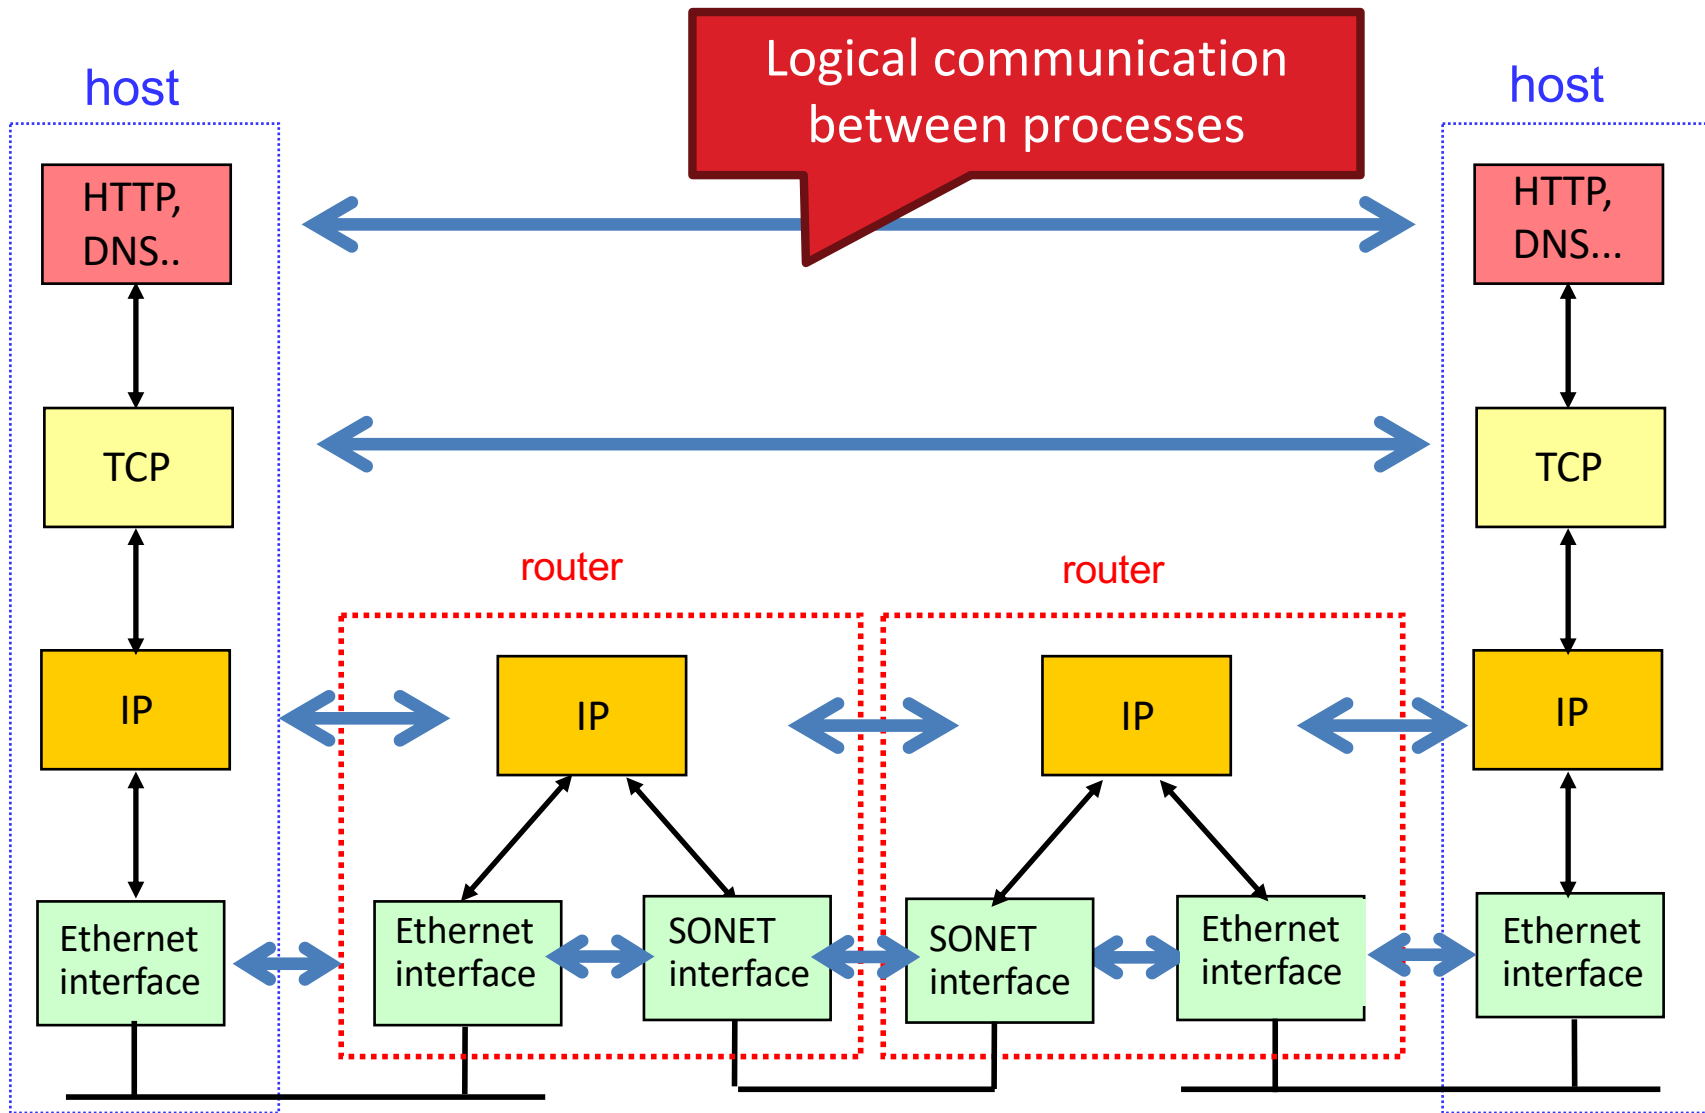 Logical communication
between processes
host
host
HTTP,
DNS..
HTTP,
DNS...
TCP
TCP
router
router
IP
IP
IP
IP
Ethernet
interface
Ethernet
interface
SONET
interface
SONET
interface
Ethernet
interface
Ethernet
interface